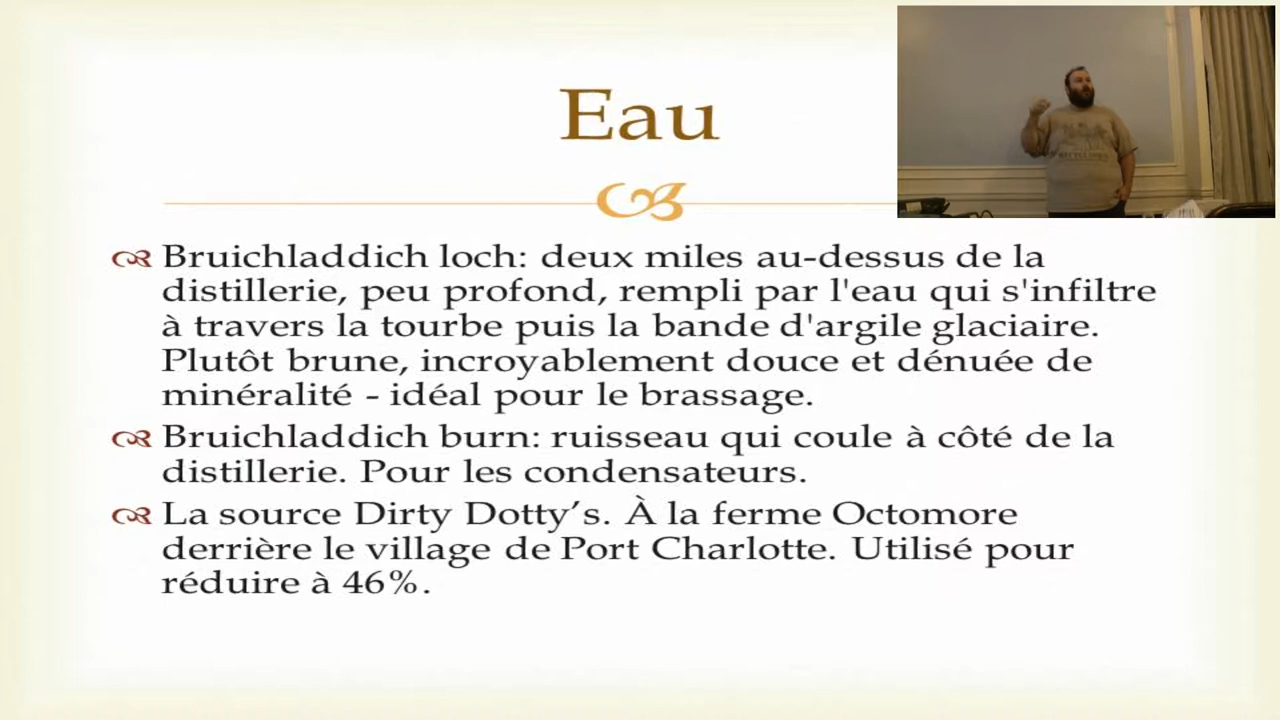 Eau
Bruichladdich loch: deux miles au-dessus de la
distillerie, peu profond, rempli par l'eau qui s'infiltre
à travers la tourbe puis la bande d'argile glaciaire.
Plutôt brune, incroyablement douce et dénuée de
minéralité - idéal pour le brassage.
Bruichladdich burn: ruisseau qui coule à côté de la
distillerie. Pour les condensateurs.
La source Dirty Dotty’s. À la ferme Octomore
derrière le village de Port Charlotte. Utilisé pour
réduire à 46%.